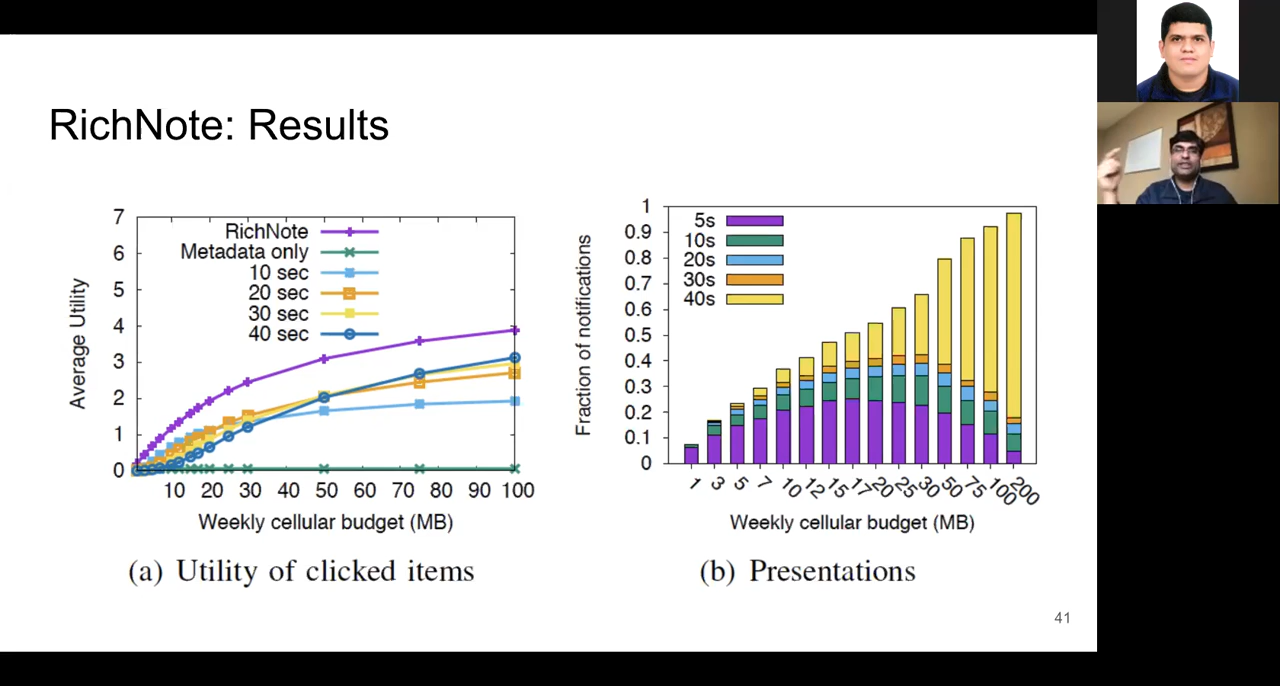 RichNote: Results
7
6
5
4
3
2
1
0
Average Utility
RichNote
Metadata only
10 sec
20 sec
30 sec
40 sec
10 20 30 40 50 60 70 80 90 100
Weekly cellular budget (MB)
(a) Utility of clicked items
1
0.9
0.8
0.7
0.6
0.5
0.4
0.3
0.2
0.1
0
Fraction of notifications
5s
10s
20s
30s
40s
1 3 5 7 10 12 15 17 20 25 30 50 75 100 200
Weekly cellular budget (MB)
(b) Presentations
41